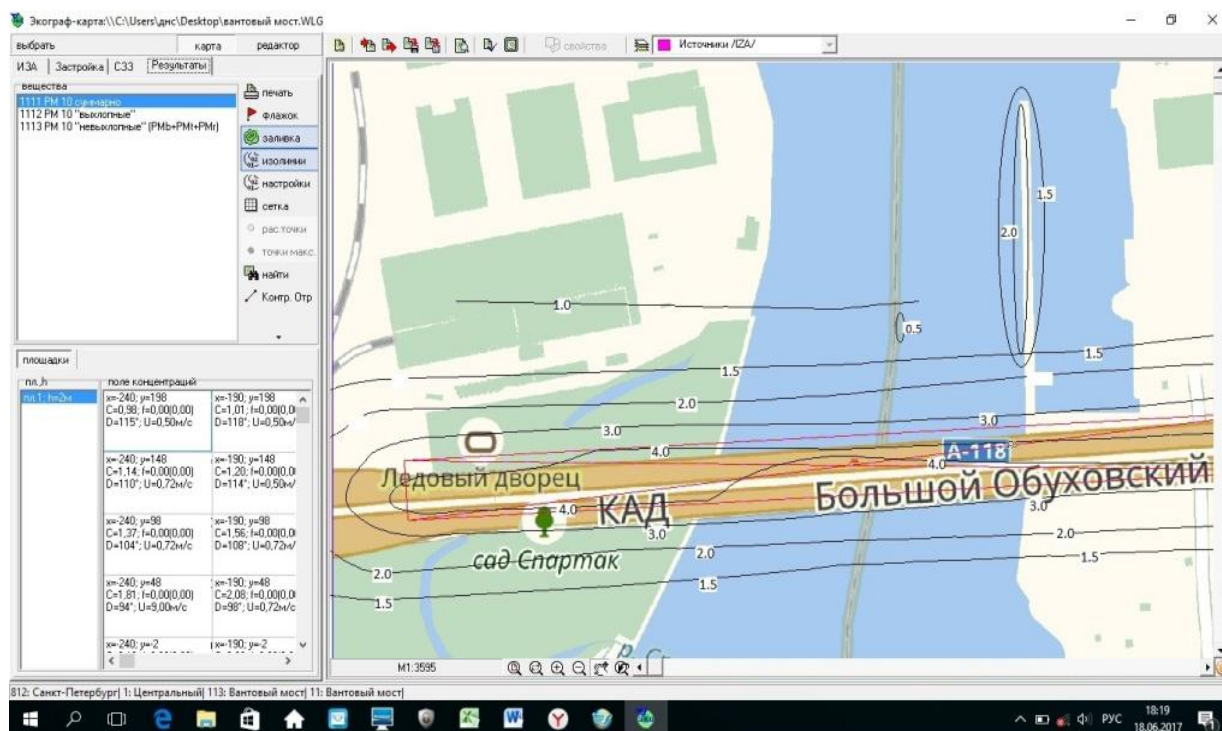 Экограф-карта:\\C:\Users\днс\Desktop\вантовый мост.WLG
выбрать карта редактор
свойства Источники /IZA/
ИЗА Застройка СЗЗ Результаты
вещества
1111 PM 10 суммарно
1112 PM 10 "выхлопные"
1113 PM 10 "невыхлопные" (PMb+PMt+PMr)
печать
флажок
заливка
изолинии
настройки
сетка
рас.точки
точки макс.
найти
Контр. Отр
площадки
пл.,h
пл.1; h=2м
поле концентраций
x=-240; y=198 x=-190; y=198
C=0,98; f=0,00(0,00) C=1,01; f=0,00(0,0
D=115°; U=0,50м/с D=118°; U=0,50м/с
x=-240; y=148 x=-190; y=148
C=1,14; f=0,00(0,00) C=1,20; f=0,00(0,0
D=110°; U=0,72м/с D=114°; U=0,50м/с
x=-240; y=98 x=-190; y=98
C=1,37; f=0,00(0,00) C=1,56; f=0,00(0,0
D=104°; U=0,72м/с D=108°; U=0,72м/с
x=-240; y=48 x=-190; y=48
C=1,81; f=0,00(0,00) C=2,08; f=0,00(0,0
D=94°; U=9,00м/с D=98°; U=0,72м/с
x=-240; y=-2 x=-190; y=-2
1.5
2.0
1.0
0.5
1.5
1.5
2.0
3.0
3.0
4.0
А-118
4.0
Ледовый дворец
4.0
КАД
Большой Обуховский
3.0
3.0
2.0
сад Спартак
2.0
1.5
2.0
1.5
1.5
М1:3595
812: Санкт-Петербург| 1: Центральный| 113: Вантовый мост| 11: Вантовый мост|
РУС
18:19
18.06.2017